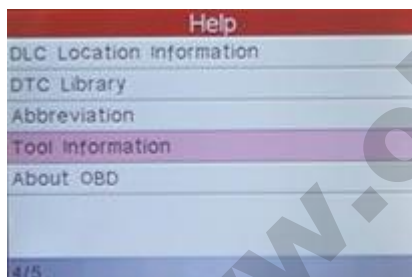 Help
DLC Location Information
DTC Library
Abbreviation
Tool Information
About OBD
4/5